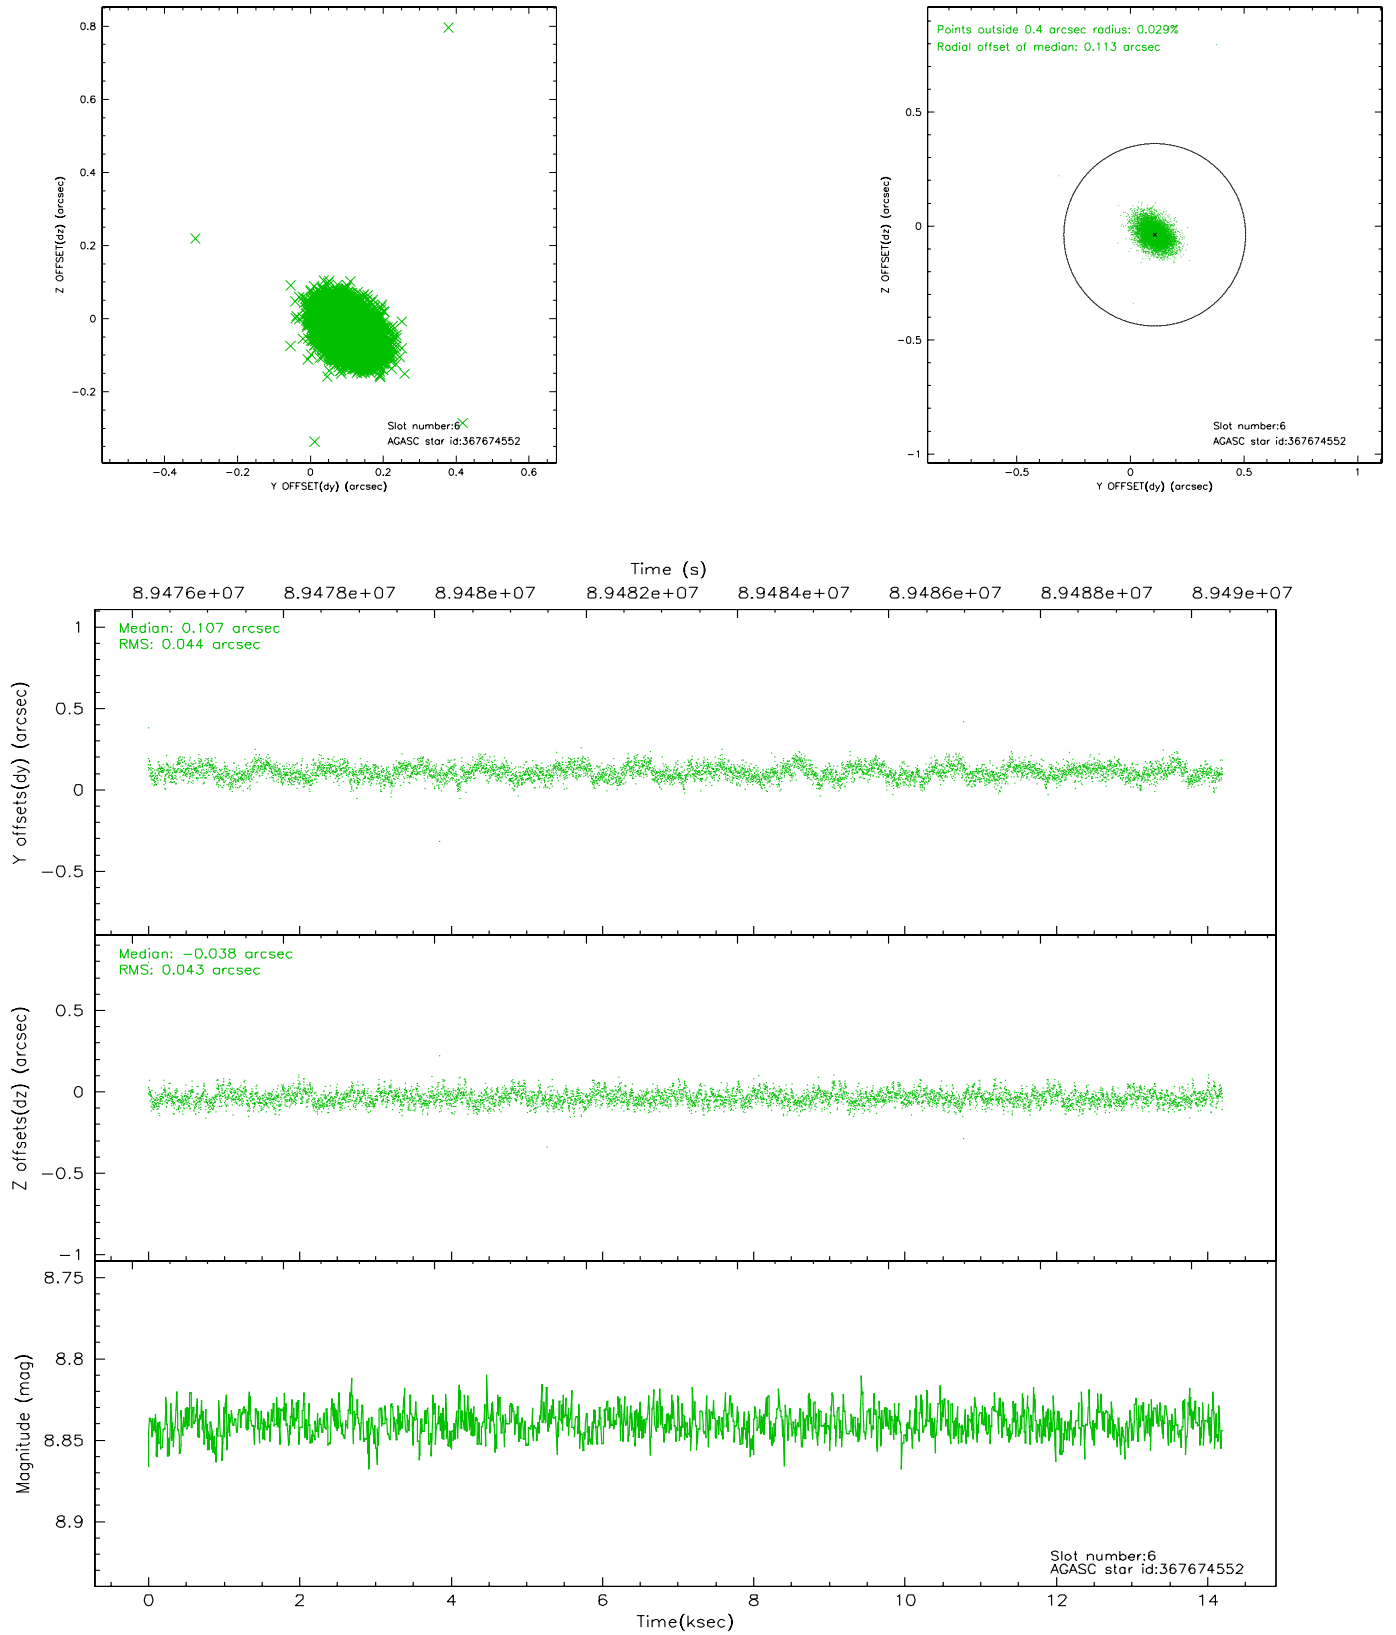 0.8
0.6
0.4
0.2
0
−0.2
Z OFFSET(dz) (arcsec)
Slot number:6
AGASC star id:367674552
−0.4 −0.2 0 0.2 0.4 0.6
Y OFFSET(dy) (arcsec)
Points outside 0.4 arcsec radius: 0.029%
Radial offset of median: 0.113 arcsec
0.5
0
−0.5
−1
Z OFFSET(dz) (arcsec)
Slot number:6
AGASC star id:367674552
−0.5 0 0.5 1
Y OFFSET(dy) (arcsec)
Time (s)
8.9476e+07 8.9478e+07 8.948e+07 8.9482e+07 8.9484e+07 8.9486e+07 8.9488e+07 8.949e+07
Median: 0.107 arcsec
RMS: 0.044 arcsec
1
0.5
0
−0.5
Y offsets(dy) (arcsec)
Median: −0.038 arcsec
RMS: 0.043 arcsec
0.5
0
−0.5
−1
Z offsets(dz) (arcsec)
8.75
8.8
8.85
8.9
Magnitude (mag)
Slot number:6
AGASC star id:367674552
0 2 4 6 8 10 12 14
Time(ksec)